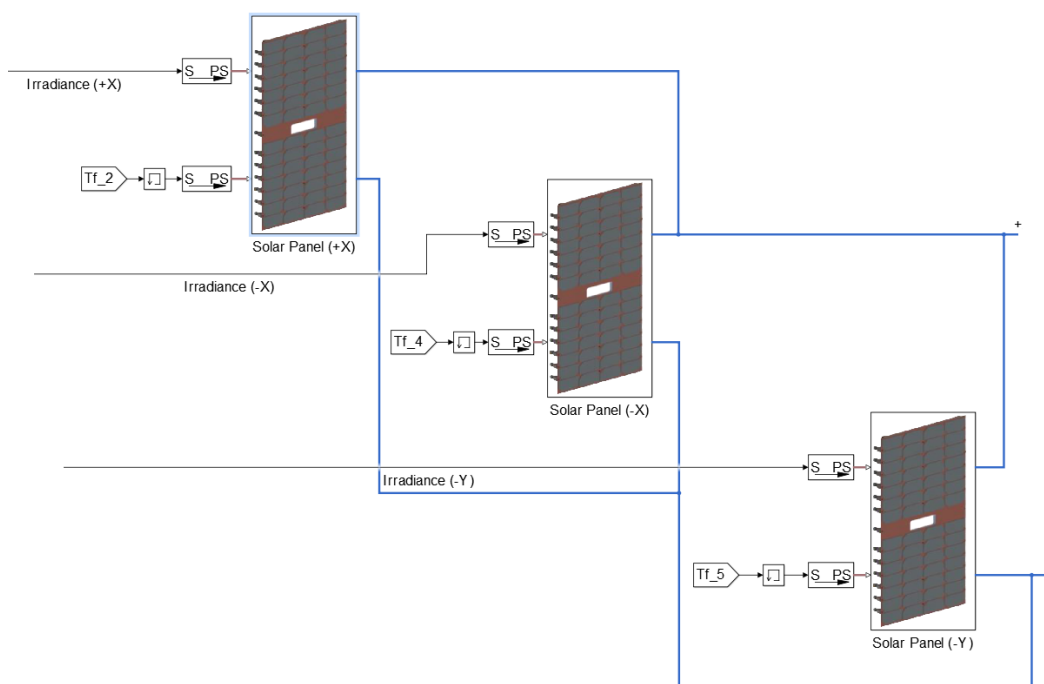 S PS
Irradiance (+X)
Tf_2
S PS
Solar Panel (+X)
S PS
+
Irradiance (-X)
Tf_4
S PS
Solar Panel (-X)
S PS
Irradiance (-Y)
Tf_5
S PS
Solar Panel (-Y)